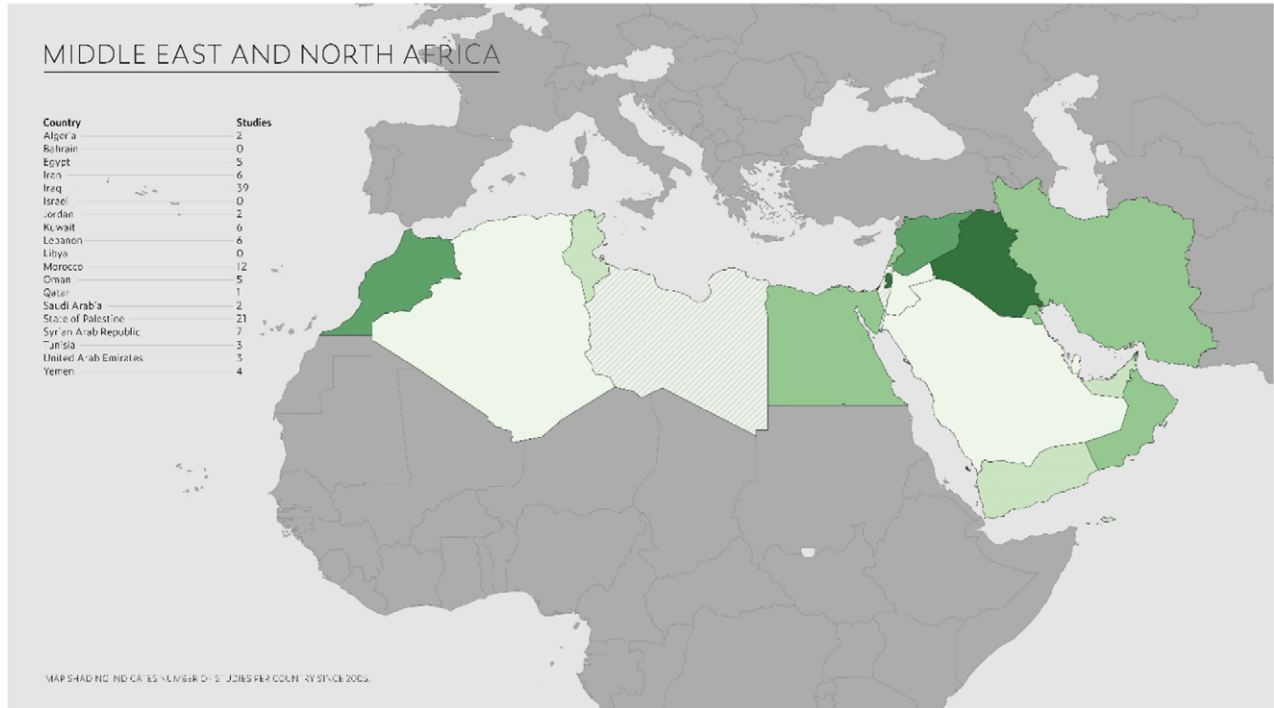 MIDDLE EAST AND NORTH AFRICA
Country Studies
Algeria 2
Bahrain 0
Egypt 5
Iran 6
Iraq 39
Israel 0
Jordan 2
Kuwait 6
Lebanon 6
Libya 0
Morocco 12
Oman 5
Qatar 1
Saudi Arabia 2
State of Palestine 21
Syrian Arab Republic 7
Tunisia 3
United Arab Emirates 3
Yemen 4
MAP SHADING INDICATES NUMBER OF STUDIES PER COUNTRY SINCE 2005.